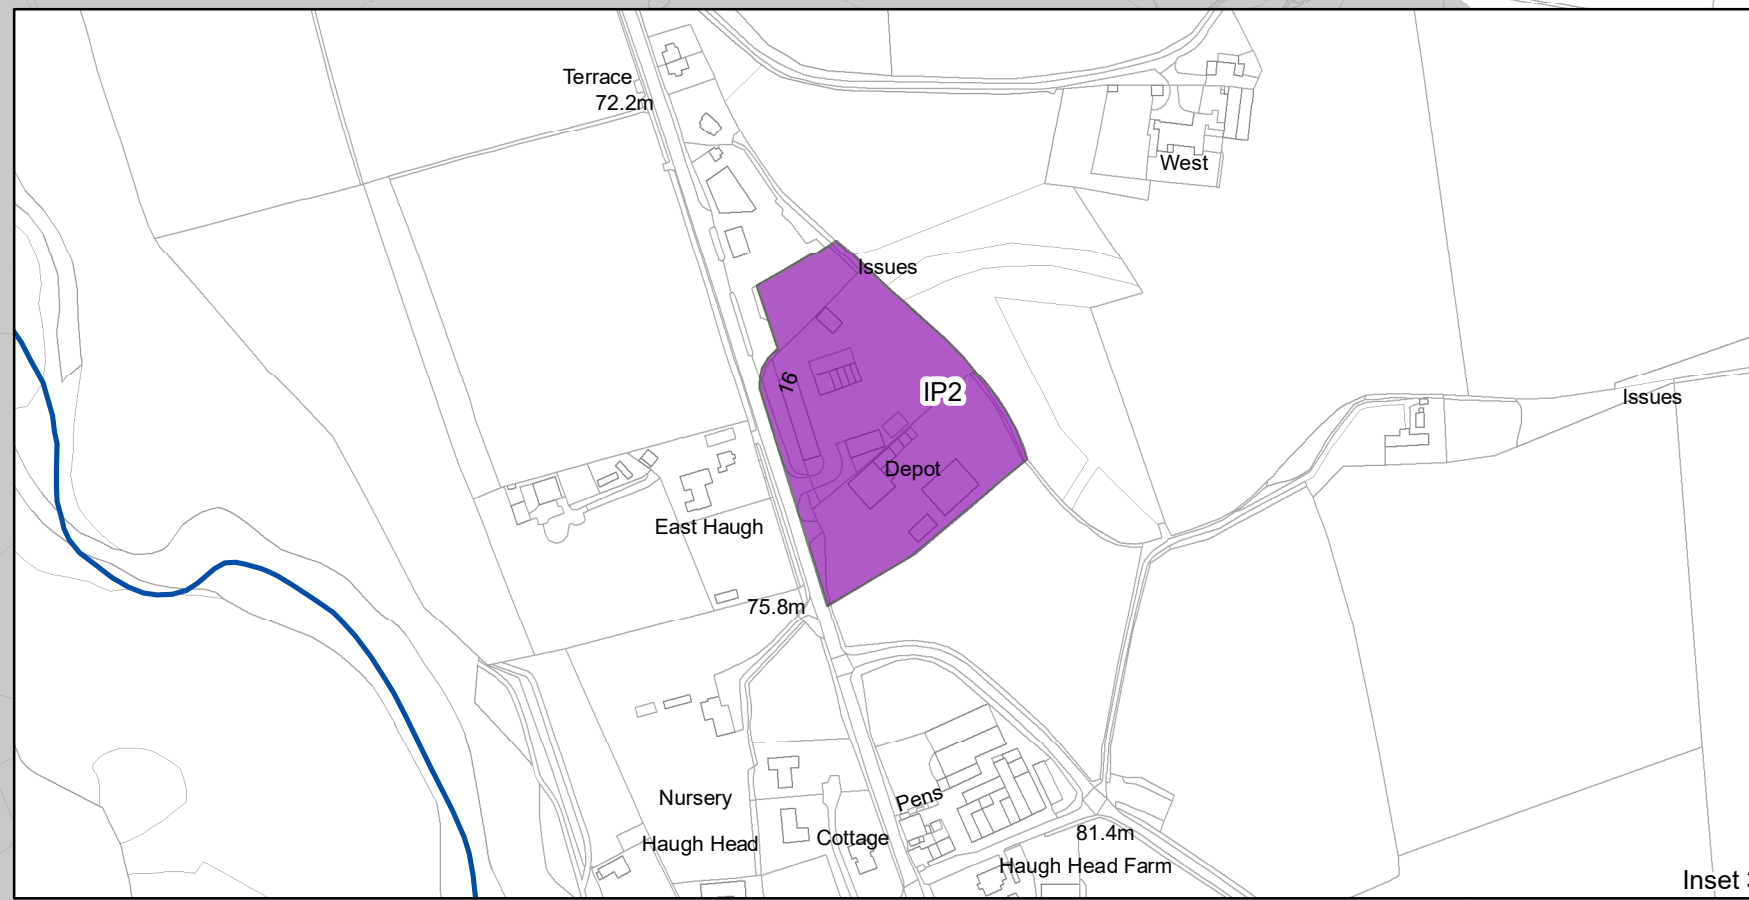 Terrace
72.2m
West
Issues
16
IP2
Issues
Depot
East Haugh
75.8m
Nursery
Pens
Haugh Head
Cottage
81.4m
Haugh Head Farm
Inset